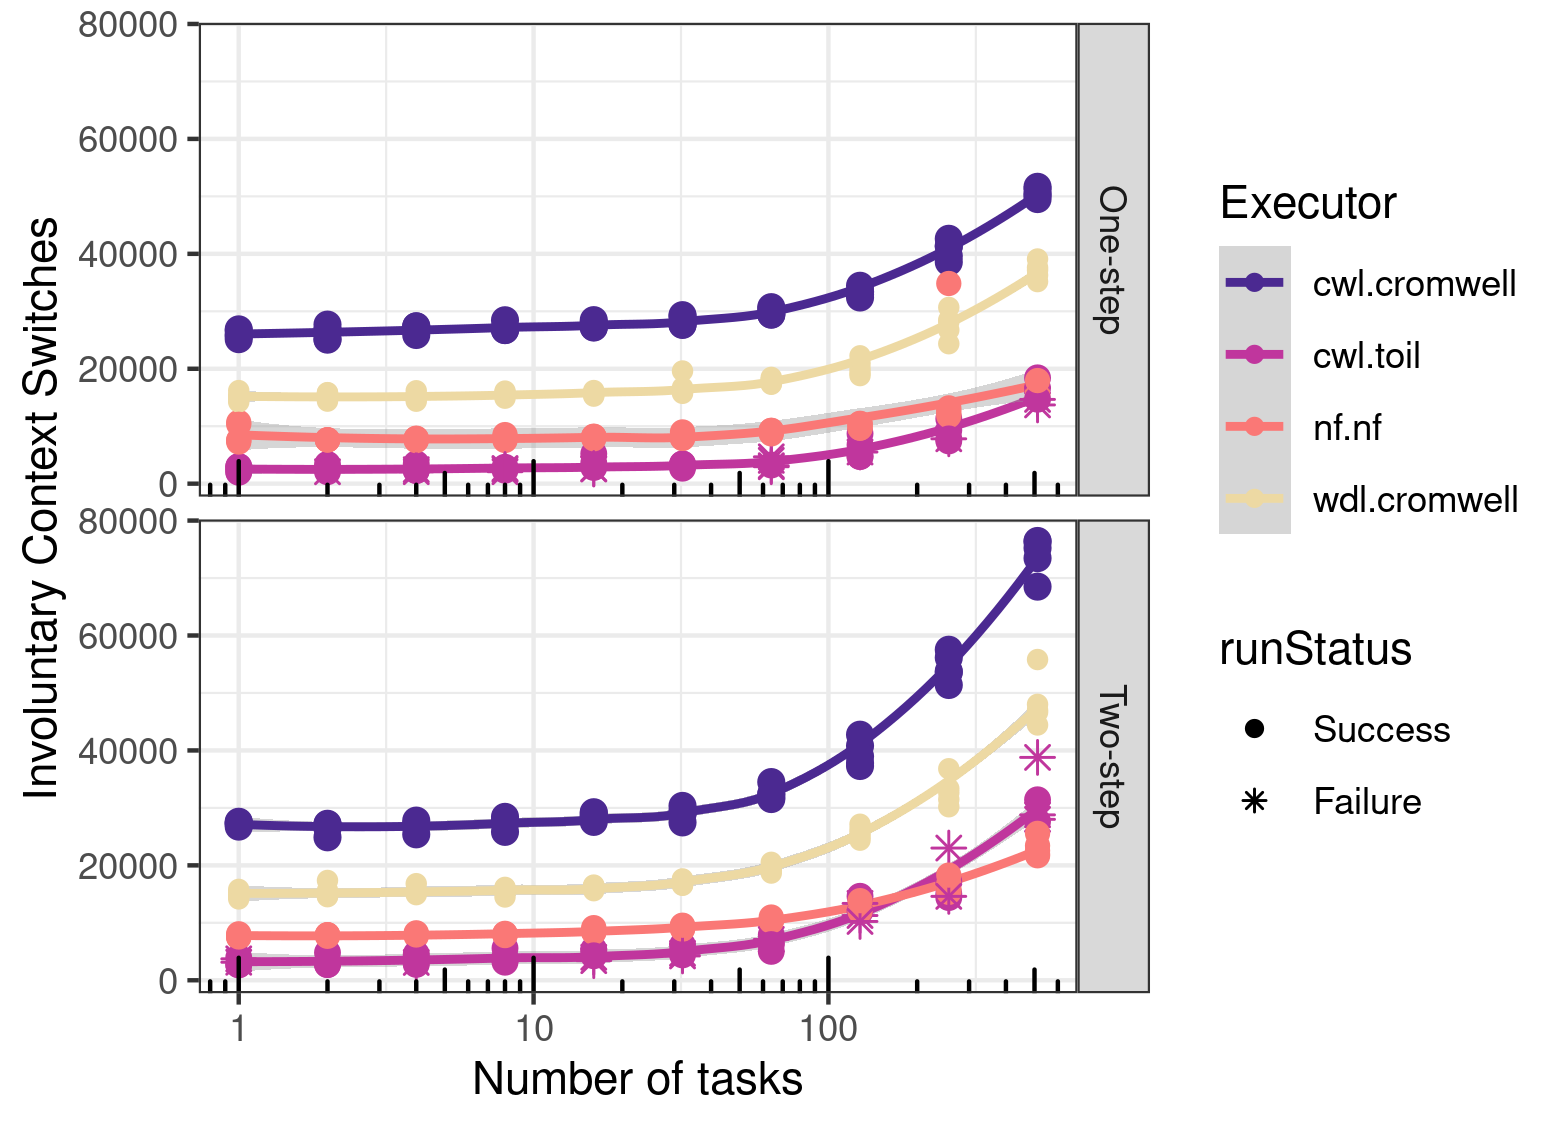 Involuntary Context Switches
80000
60000
40000
20000
0
One-step
80000
60000
40000
20000
0
Two-step
1
10
100
Number of tasks
Executor
cwl.cromwell
cwl.toil
nf.nf
wdl.cromwell
runStatus
Success
Failure